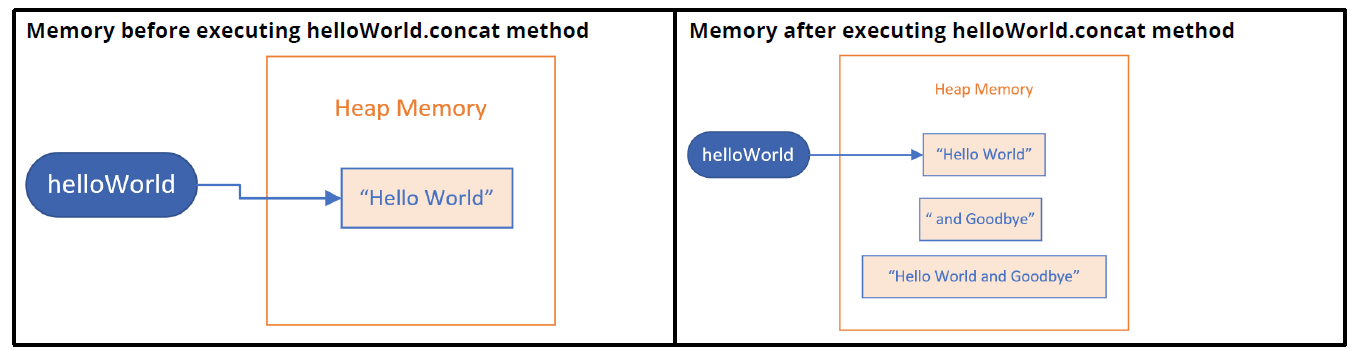 Memory before executing helloWorld.concat method
Heap Memory
helloWorld
“Hello World”
Memory after executing helloWorld.concat method
Heap Memory
helloWorld
“Hello World”
“ and Goodbye”
“Hello World and Goodbye”